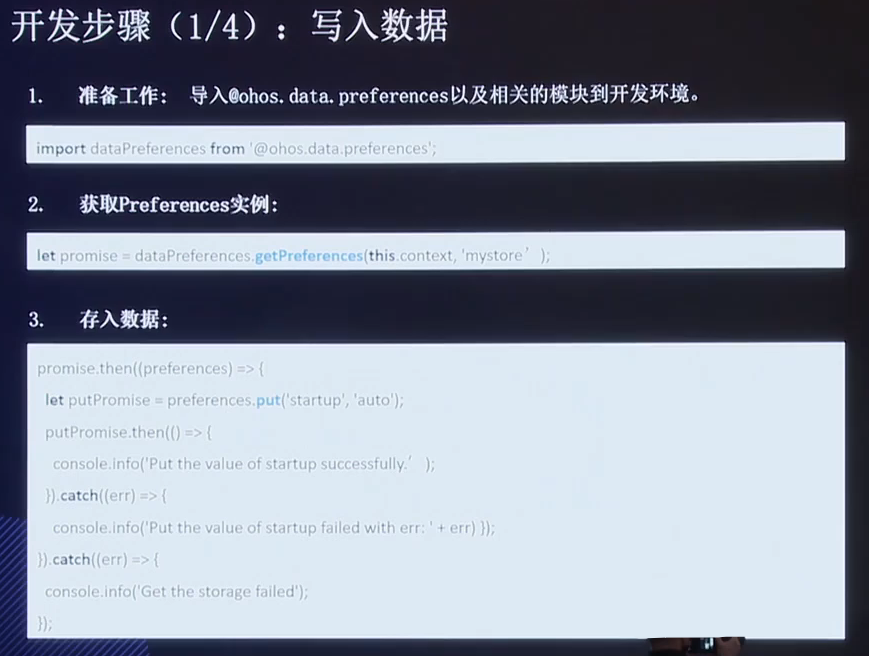 开发步骤（1/4）：写入数据
1. 准备工作： 导入@ohos.data.preferences以及相关的模块到开发环境。
import dataPreferences from '@ohos.data.preferences';
2. 获取Preferences实例：
let promise = dataPreferences.getPreferences(this.context, 'mystore’ );
3. 存入数据：
promise.then((preferences) => {
let putPromise = preferences.put('startup', 'auto');
putPromise.then(() => {
console.info('Put the value of startup successfully.’ );
}).catch((err) => {
console.info('Put the value of startup failed with err: ' + err) });
}).catch((err) => {
console.info('Get the storage failed');
});